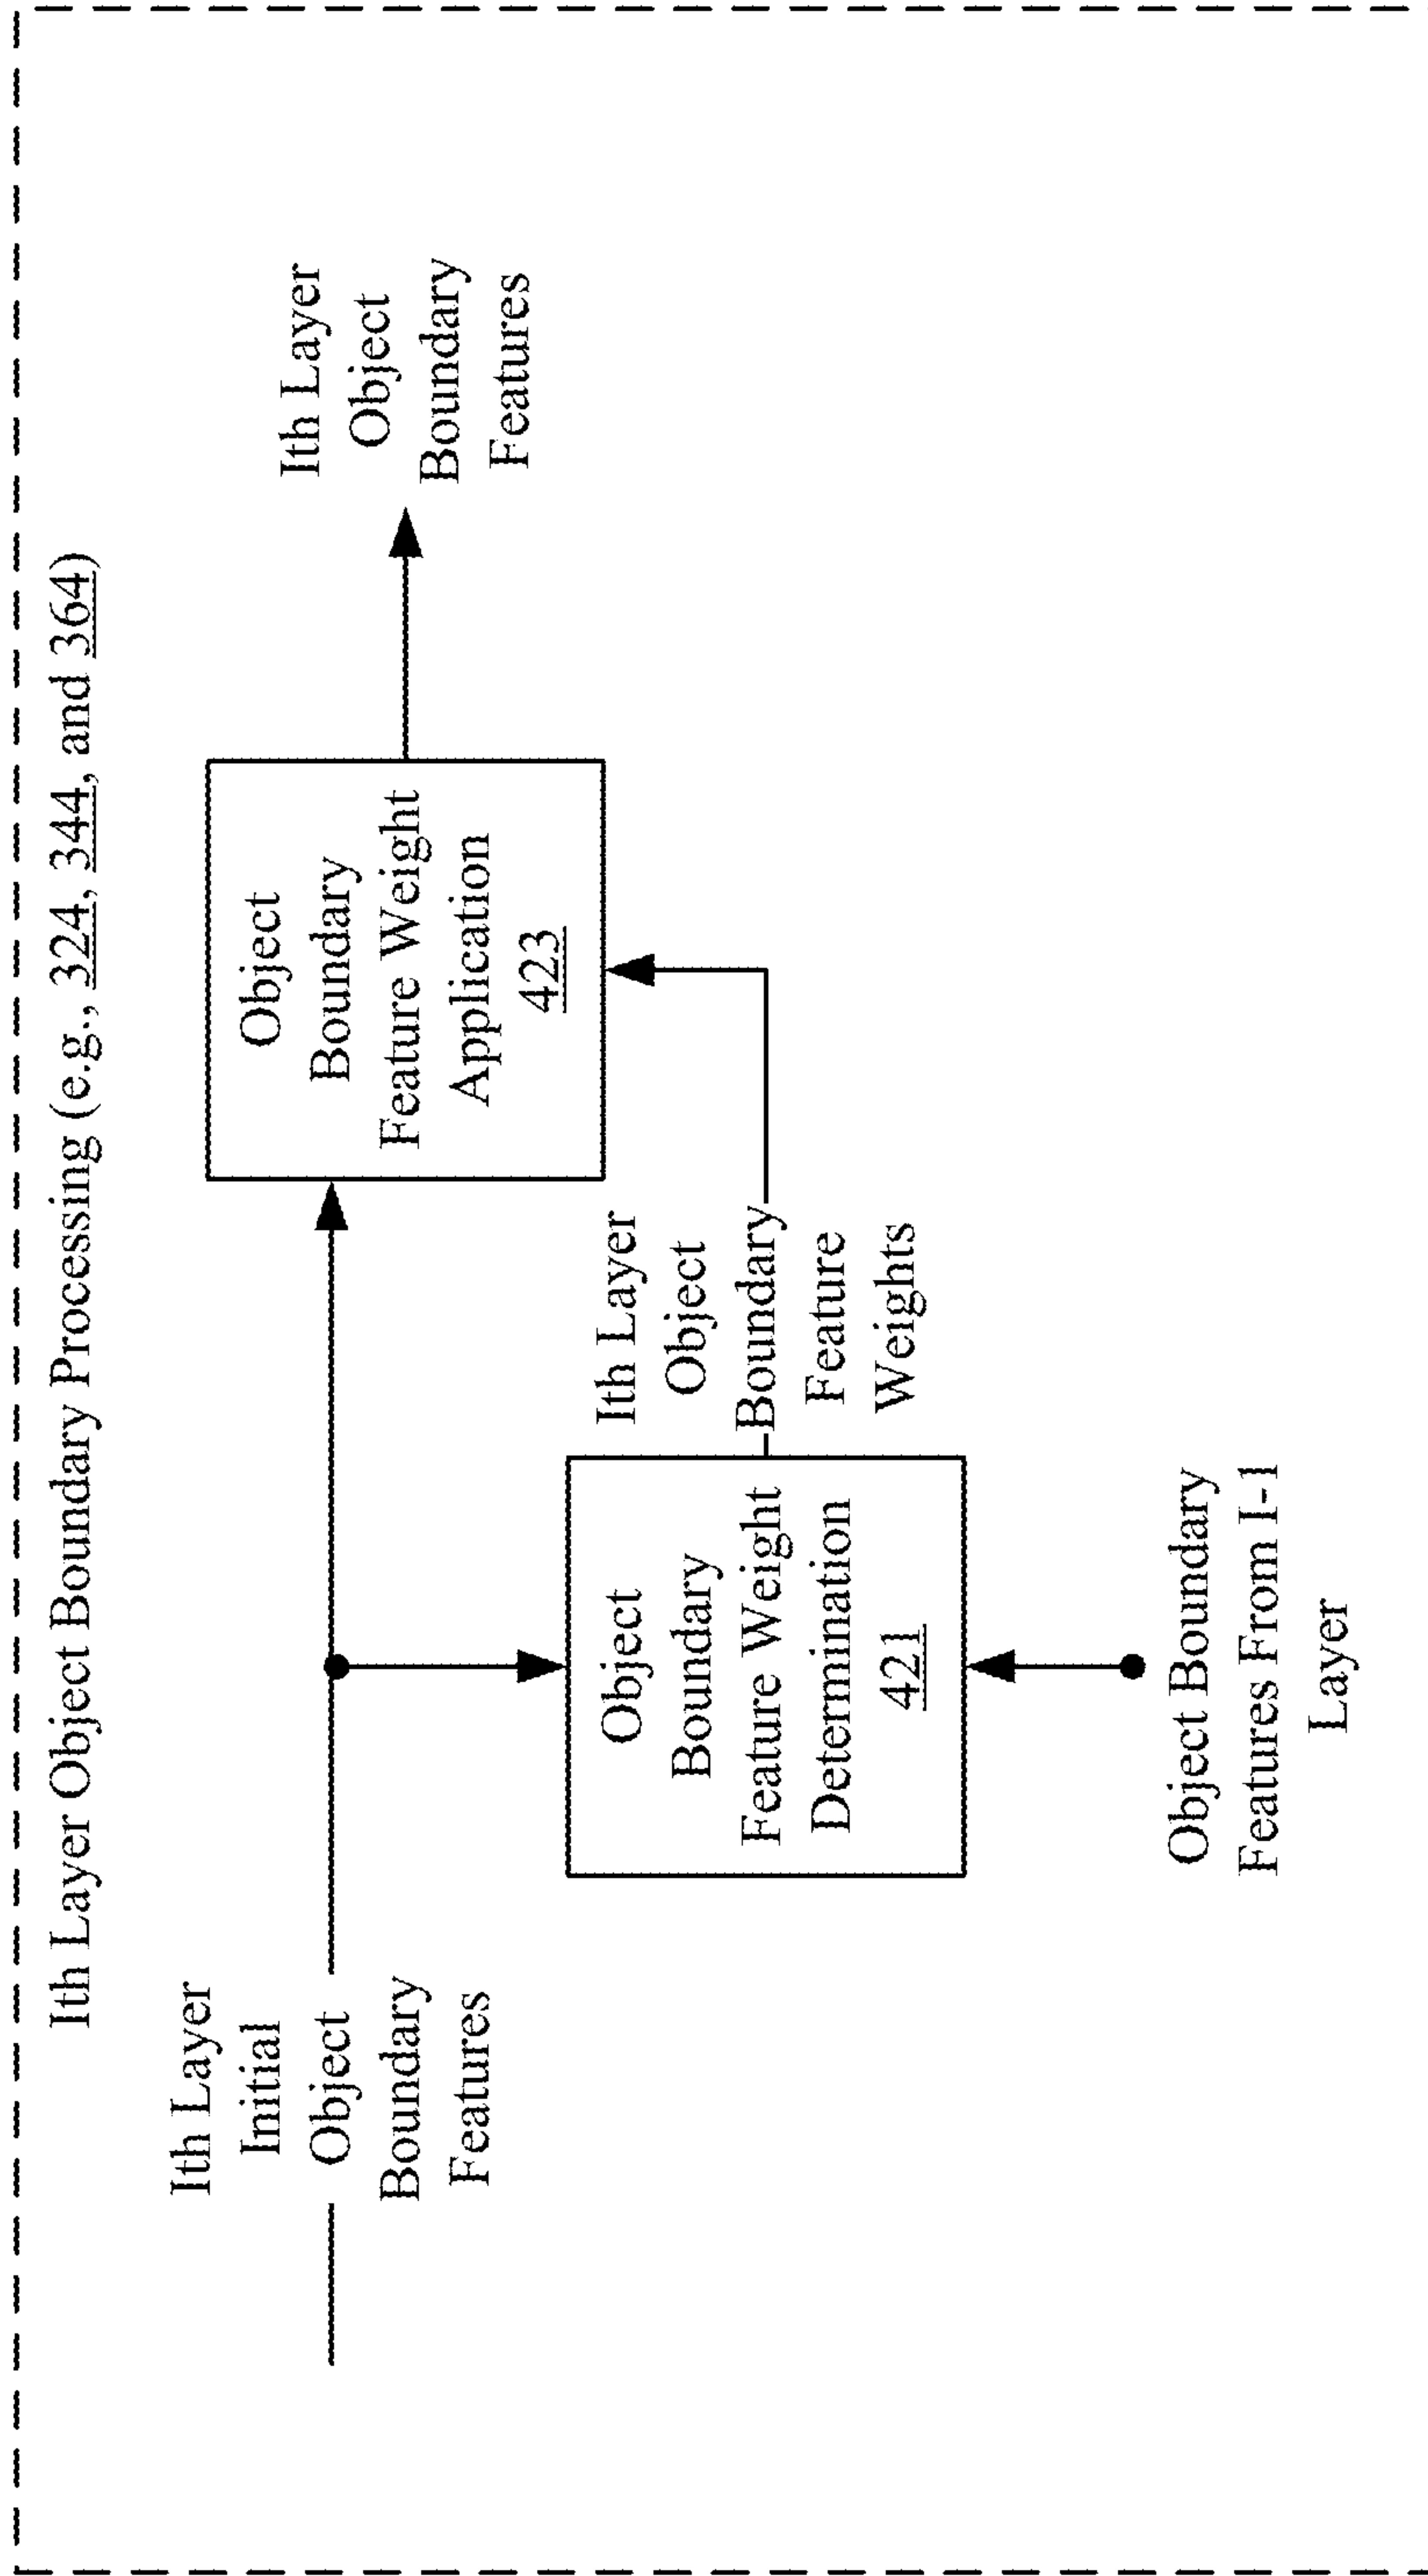 Ith Layer Object Boundary Processing (e.g., 324, 344, and 364)
Ith Layer
Initial
Object
Boundary
Features
Object
Boundary
Feature Weight
Determination
421
Object Boundary
Features From I-1
Layer
Ith Layer
Object
Boundary
Feature
Weights
Object
Boundary
Feature Weight
Application
423
Ith Layer
Object
Boundary
Features